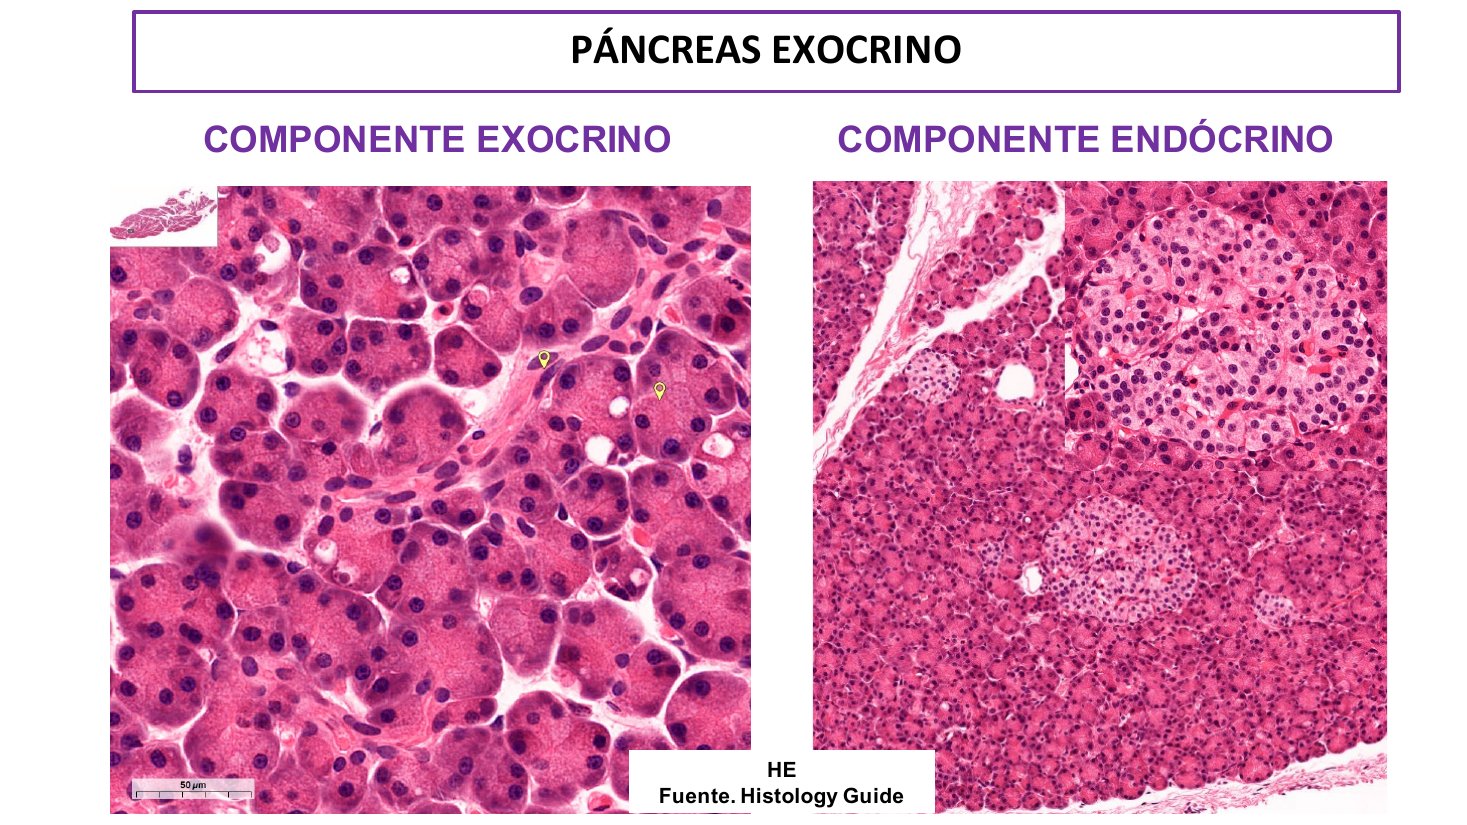 PÁNCREAS EXOCRINO
COMPONENTE EXOCRINO
COMPONENTE ENDÓCRINO
50 µm
HE
Fuente. Histology Guide